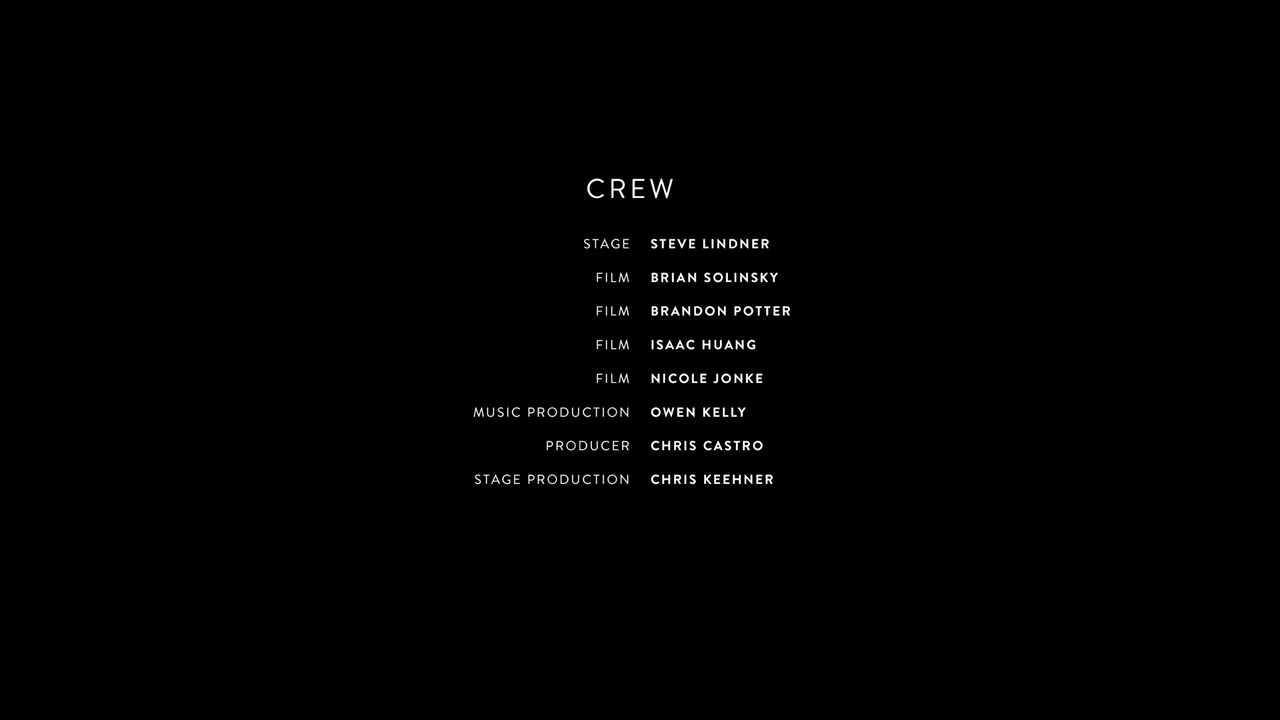 CREW
STAGE STEVE LINDNER
FILM BRIAN SOLINSKY
FILM BRANDON POTTER
FILM ISAAC HUANG
FILM NICOLE JONKE
MUSIC PRODUCTION OWEN KELLY
PRODUCER CHRIS CASTRO
STAGE PRODUCTION CHRIS KEEHNER